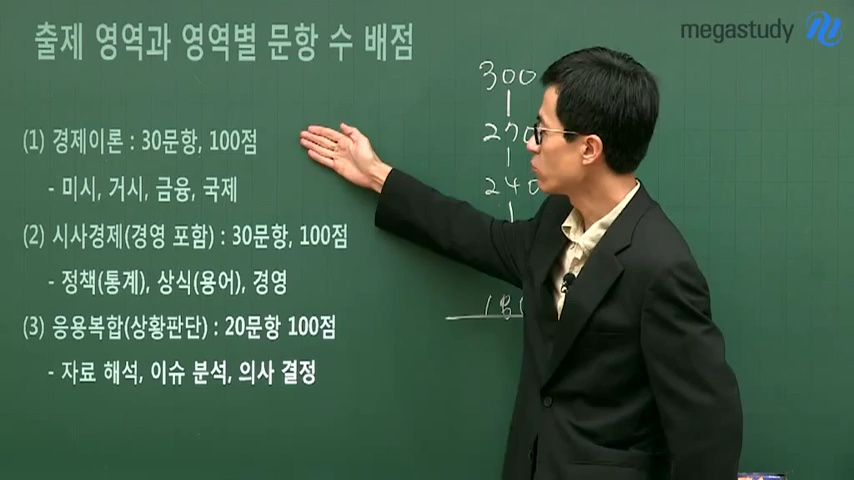 megastudy
출제 영역과 영역별 문항 수 배점
(1) 경제이론 : 30문항, 100점
- 미시, 거시, 금융, 국제
(2) 시사경제(경영 포함) : 30문항, 100점
- 정책(통계), 상식(용어), 경영
(3) 응용복합(상황판단) : 20문항 100점
- 자료 해석, 이슈 분석, 의사 결정
300
270
240